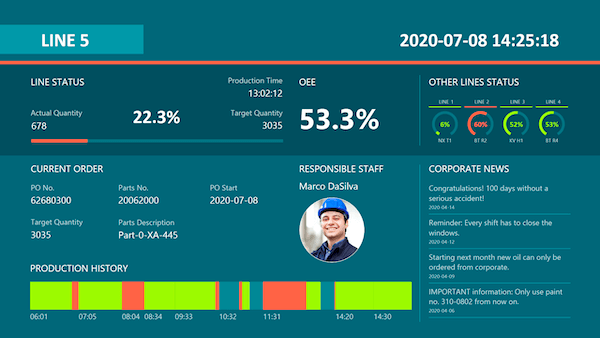 LINE 5
2020-07-08 14:25:18
LINE STATUS
Production Time
13:02:12
Actual Quantity
678
22.3%
Target Quantity
3035
OEE
53.3%
OTHER LINES STATUS
LINE 1
LINE 2
LINE 3
LINE 4
6%
60%
52%
53%
NX T1
BT R2
KV H1
BT R4
CURRENT ORDER
PO No.
Parts No.
PO Start
62680300
20062000
2020-07-08
Target Quantity
Parts Description
3035
Part-0-XA-445
RESPONSIBLE STAFF
Marco DaSilva
CORPORATE NEWS
Congratulations! 100 days without a
serious accident!
2020-04-14
Reminder: Every shift has to close the
windows.
2020-04-12
Starting next month new oil can only be
ordered from corporate.
2020-04-09
IMPORTANT information: Only use paint
no. 310-0802 from now on.
2020-04-06
PRODUCTION HISTORY
06:01
07:05
08:04
08:34
09:33
10:32
11:31
14:20
14:30